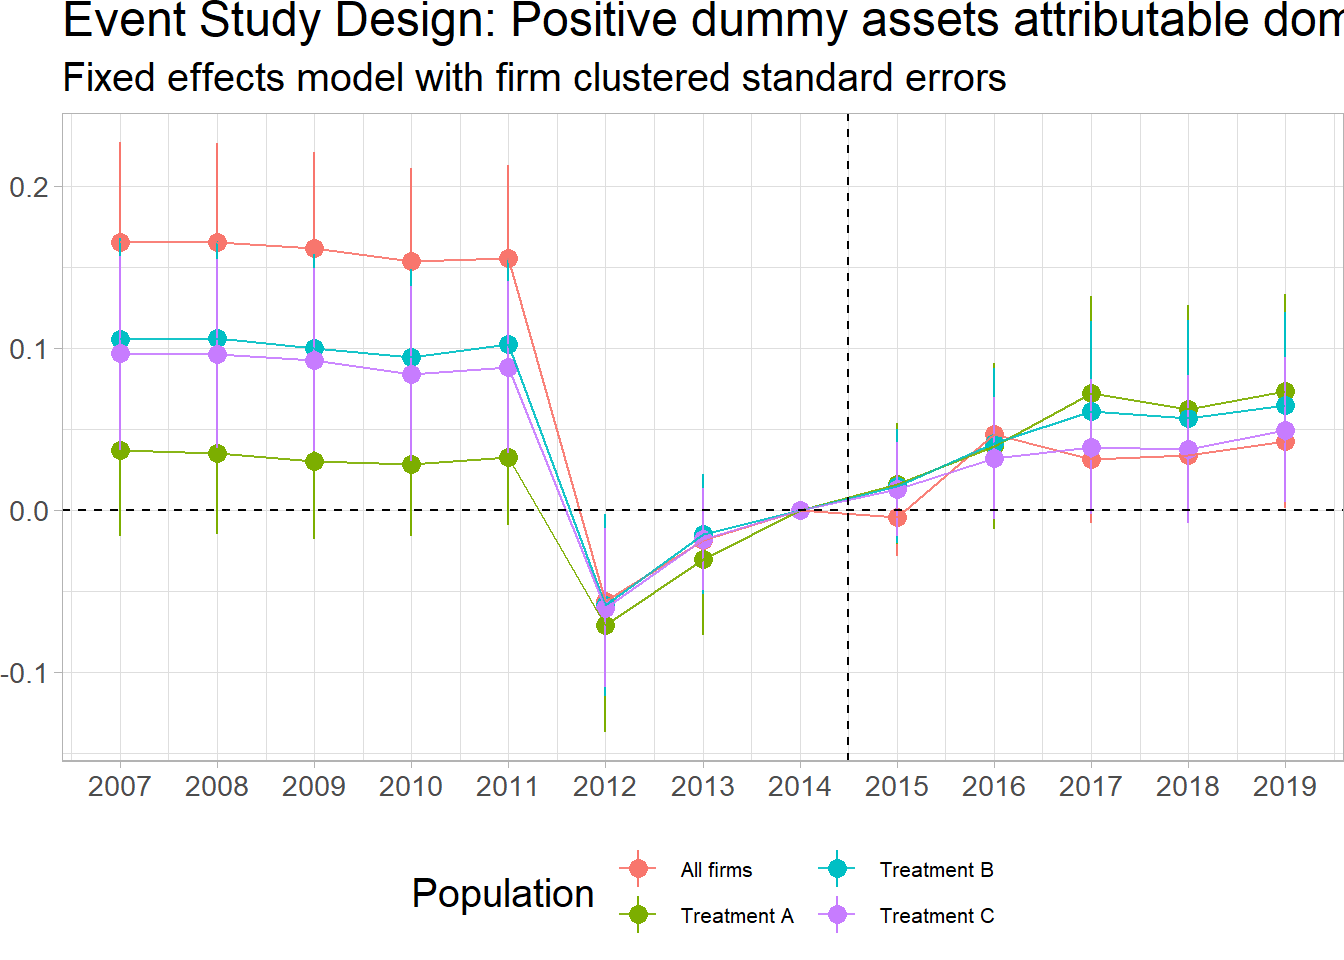 Event Study Design: Positive dummy assets attributable dom
Fixed effects model with firm clustered standard errors
0.2
0.1
0.0
-0.1
2007 2008 2009 2010 2011 2012 2013 2014 2015 2016 2017 2018 2019
Population
All firms
Treatment A
Treatment B
Treatment C